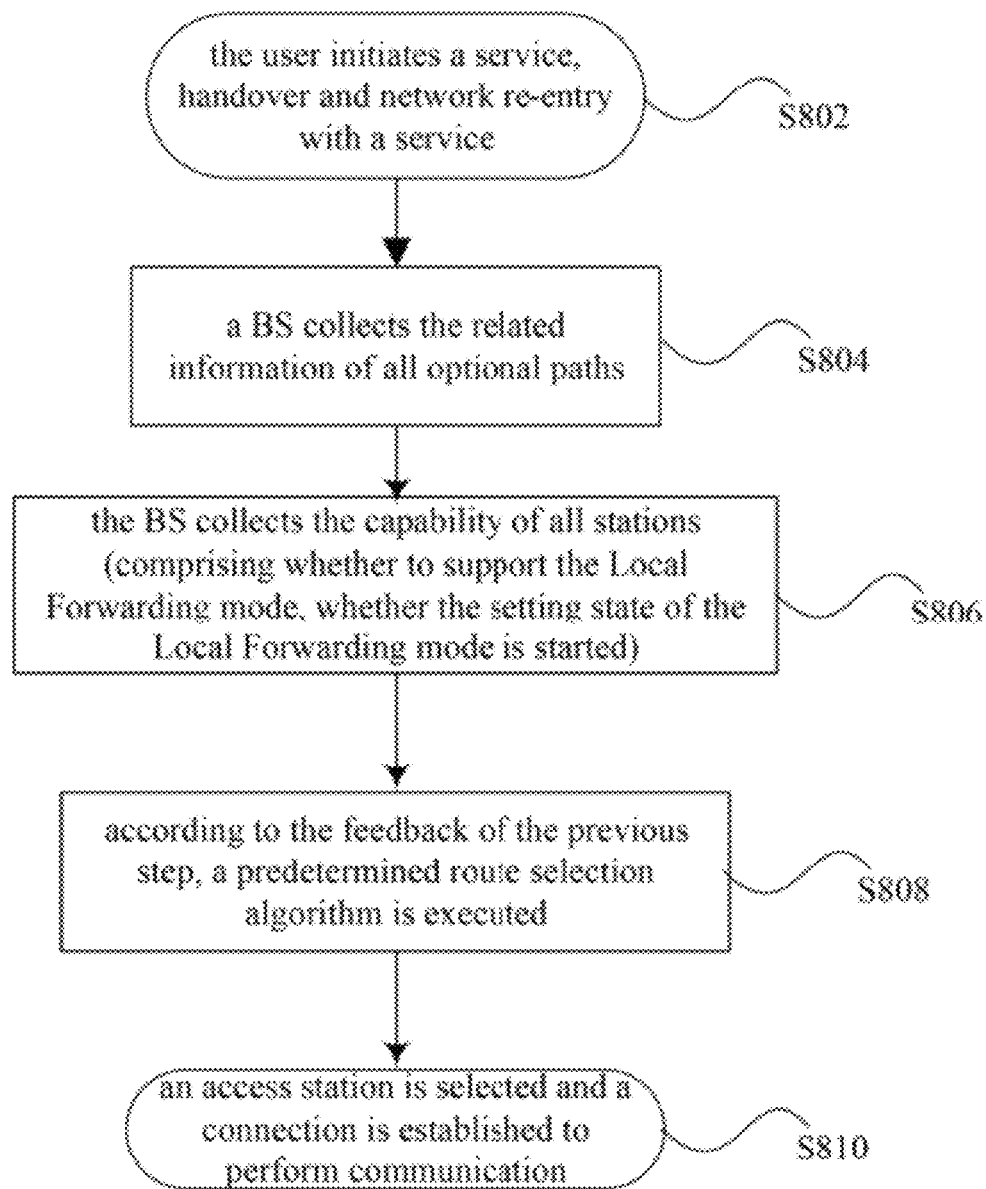 the user initiates a service,
handover and network re-entry
with a service
S802
a BS collects the related
information of all optional paths
S804
the BS collects the capability of all stations
(comprising whether to support the Local
Forwarding mode, whether the setting state of the
Local Forwarding mode is started)
S806
according to the feedback of the previous
step, a predetermined route selection
algorithm is executed
S808
an access station is selected and a
connection is established to
perform communication
S810